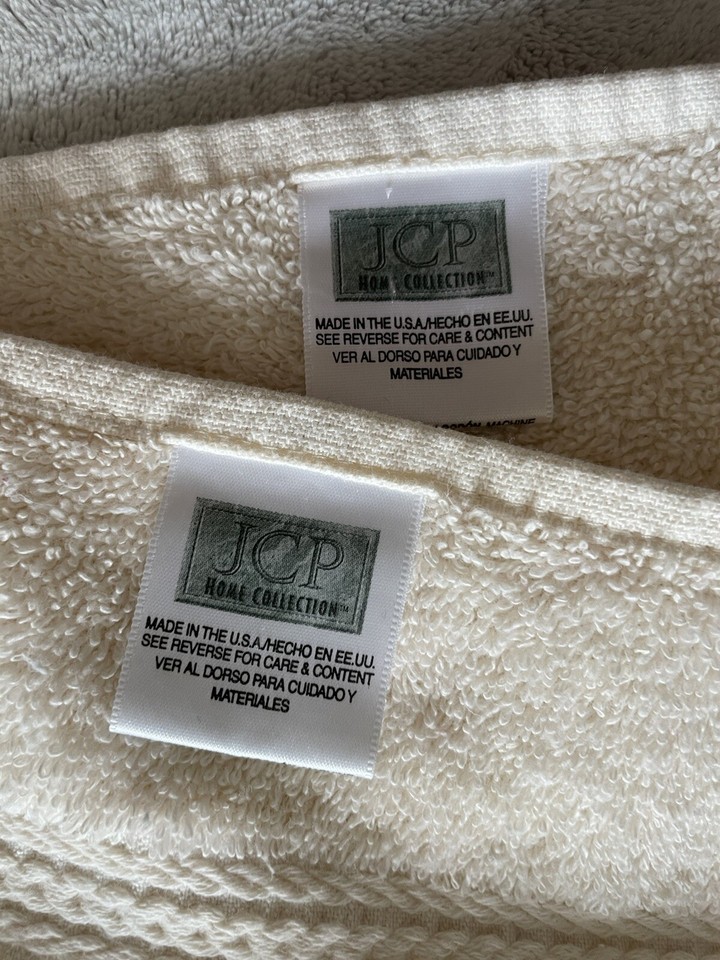 JCP
HOME COLLECTION™
MADE IN THE U.S.A./HECHO EN EE.UU.
SEE REVERSE FOR CARE & CONTENT
VER AL DORSO PARA CUIDADO Y
MATERIALES
MACHINE
JCP
HOME COLLECTION™
MADE IN THE U.S.A./HECHO EN EE.UU.
SEE REVERSE FOR CARE & CONTENT
VER AL DORSO PARA CUIDADO Y
MATERIALES